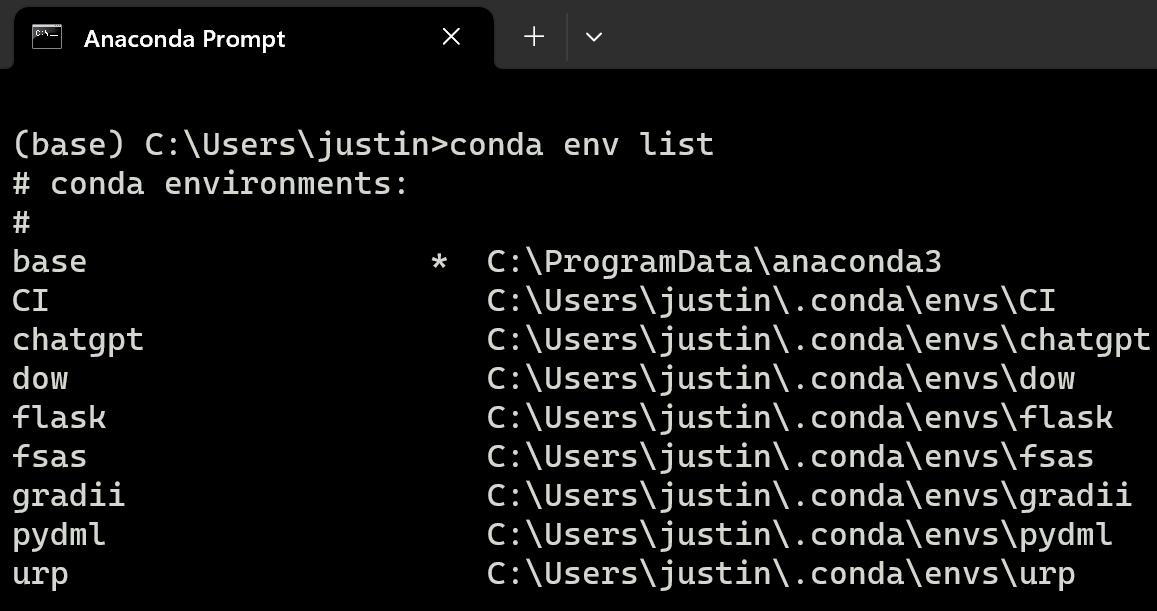 Anaconda Prompt
(base) C:\Users\justin>conda env list
# conda environments:
#
base                  *  C:\ProgramData\anaconda3
CI                       C:\Users\justin\.conda\envs\CI
chatgpt                  C:\Users\justin\.conda\envs\chatgpt
dow                      C:\Users\justin\.conda\envs\dow
flask                    C:\Users\justin\.conda\envs\flask
fsas                     C:\Users\justin\.conda\envs\fsas
gradii                   C:\Users\justin\.conda\envs\gradii
pydml                    C:\Users\justin\.conda\envs\pydml
urp                      C:\Users\justin\.conda\envs\urp